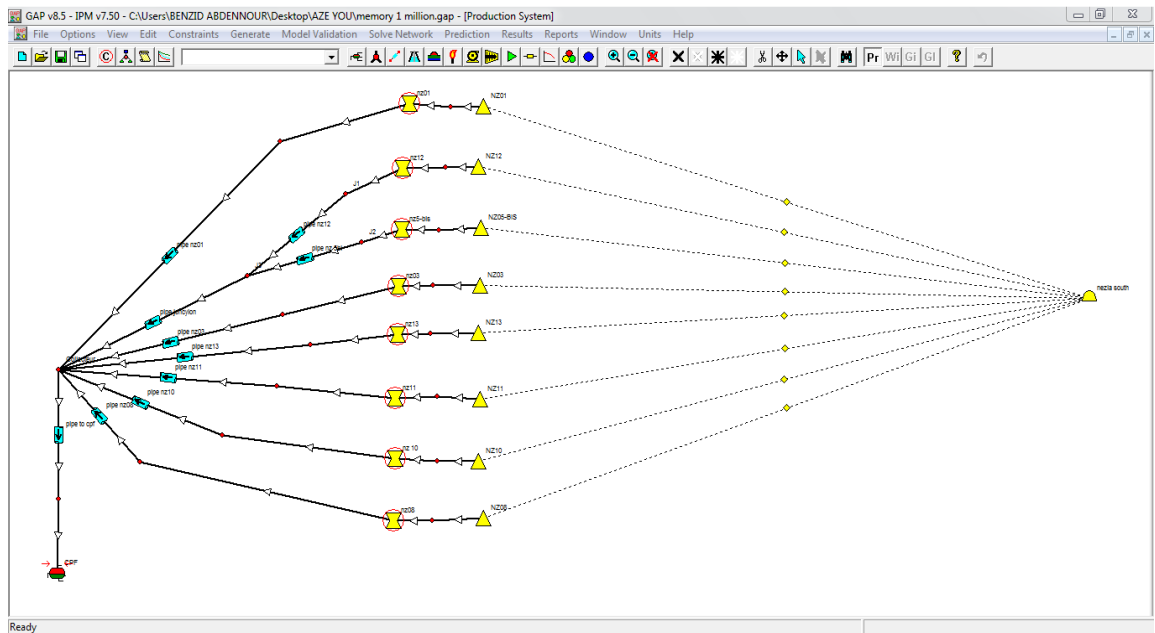 GAP v8.5 - IPM v7.50 - C:\Users\BENZID ABDENNOUR\Desktop\AZE YOU\memory 1 million.gap - [Production System]
File Options View Edit Constraints Generate Model Validation Solve Network Prediction Results Reports Window Units Help
Pr Wi Gi GI
nz01
NZ01
nz12
NZ12
J1
nz5-bis
NZ05-BIS
J2
pipe nz12
pipe nz01
nz03
NZ03
nezla south
nz13
NZ13
pipe nz03
pipe nz13
pipe nz11
nz11
NZ11
pipe nz10
pipe nz08
pipe to cpf
nz 10
NZ10
nz08
NZ08
CPF
Ready